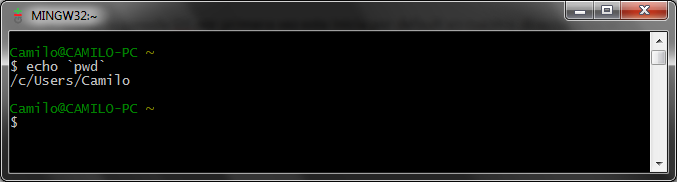 MINGW32:~
Camilo@CAMILO-PC ~
$ echo `pwd`
/c/Users/Camilo
Camilo@CAMILO-PC ~
$